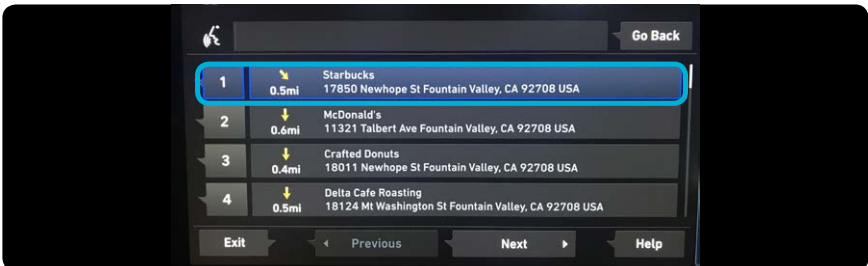 Go Back
1
0.5mi
Starbucks
17850 Newhope St Fountain Valley, CA 92708 USA
2
0.6mi
McDonald's
11321 Talbert Ave Fountain Valley, CA 92708 USA
3
0.4mi
Crafted Donuts
18011 Newhope St Fountain Valley, CA 92708 USA
4
0.5mi
Delta Cafe Roasting
18124 Mt Washington St Fountain Valley, CA 92708 USA
Exit
Previous
Next
Help